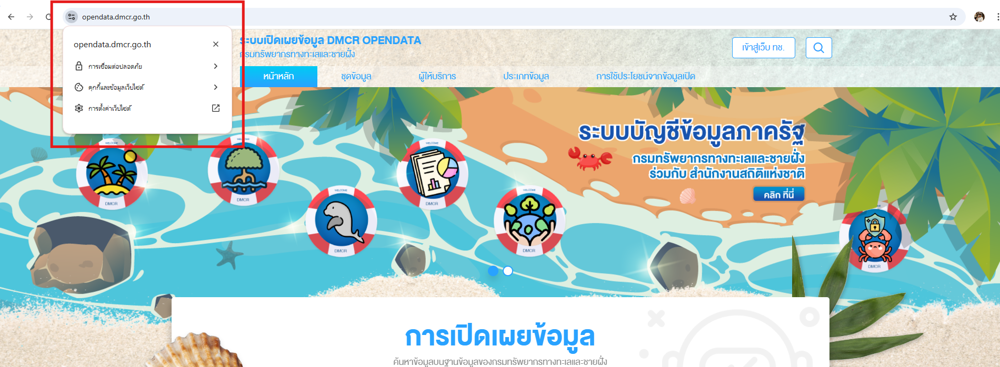 opendata.dmcr.go.th
opendata.dmcr.go.th
การเชื่อมต่อปลอดภัย
คุกกี้และข้อมูลเว็บไซต์
การตั้งค่าเว็บไซต์
ระบบเปิดเผยข้อมูล DMCR OPENDATA
กรมทรัพยากรทางทะเลและชายฝั่ง
เข้าสู่เว็บ ทช.
หน้าหลัก
ชุดข้อมูล
ผู้ให้บริการ
ประเภทข้อมูล
การใช้ประโยชน์จากข้อมูลเปิด
ระบบบัญชีข้อมูลภาครัฐ
กรมทรัพยากรทางทะเลและชายฝั่ง
ร่วมกับ สำนักงานสถิติแห่งชาติ
คลิก ที่นี่
WELCOME
DMCR
WELCOME
DMCR
WELCOME
DMCR
WELCOME
DMCR
WELCOME
DMCR
DMCR
การเปิดเผยข้อมูล
ค้นหาข้อมูลบนฐานข้อมูลของกรมทรัพยากรทางทะเลและชายฝั่ง